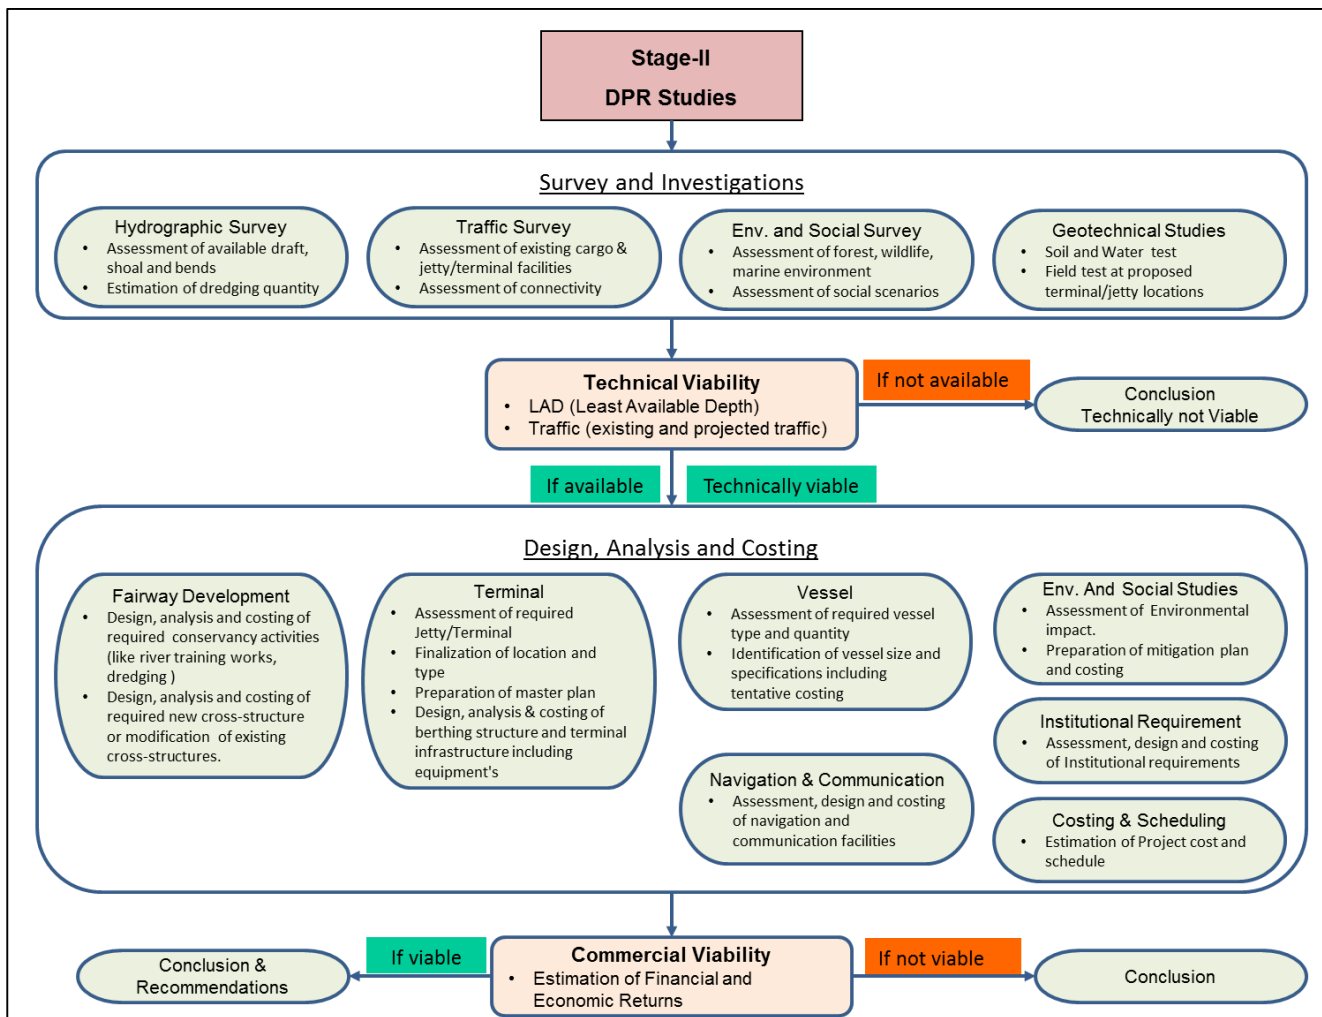 Stage-II
DPR Studies
Survey and Investigations
Hydrographic Survey
• Assessment of available draft,
shoal and bends
• Estimation of dredging quantity
Traffic Survey
• Assessment of existing cargo &
jetty/terminal facilities
• Assessment of connectivity
Env. and Social Survey
• Assessment of forest, wildlife,
marine environment
• Assessment of social scenarios
Geotechnical Studies
• Soil and Water test
• Field test at proposed
terminal/jetty locations
Technical Viability
• LAD (Least Available Depth)
• Traffic (existing and projected traffic)
If not available
Conclusion
Technically not Viable
If available
Technically viable
Design, Analysis and Costing
Fairway Development
• Design, analysis and costing of
required conservancy activities
(like river training works,
dredging )
• Design, analysis and costing of
required new cross-structure
or modification of existing
cross-structures.
Terminal
• Assessment of required
Jetty/Terminal
• Finalization of location and
type
• Preparation of master plan
• Design, analysis & costing of
berthing structure and terminal
infrastructure including
equipment's
Vessel
• Assessment of required vessel
type and quantity
• Identification of vessel size and
specifications including
tentative costing
Navigation & Communication
• Assessment, design and costing
of navigation and
communication facilities
Env. And Social Studies
• Assessment of Environmental
impact.
• Preparation of mitigation plan
and costing
Institutional Requirement
• Assessment, design and costing
of Institutional requirements
Costing & Scheduling
• Estimation of Project cost and
schedule
Commercial Viability
• Estimation of Financial and
Economic Returns
If viable
Conclusion &
Recommendations
If not viable
Conclusion